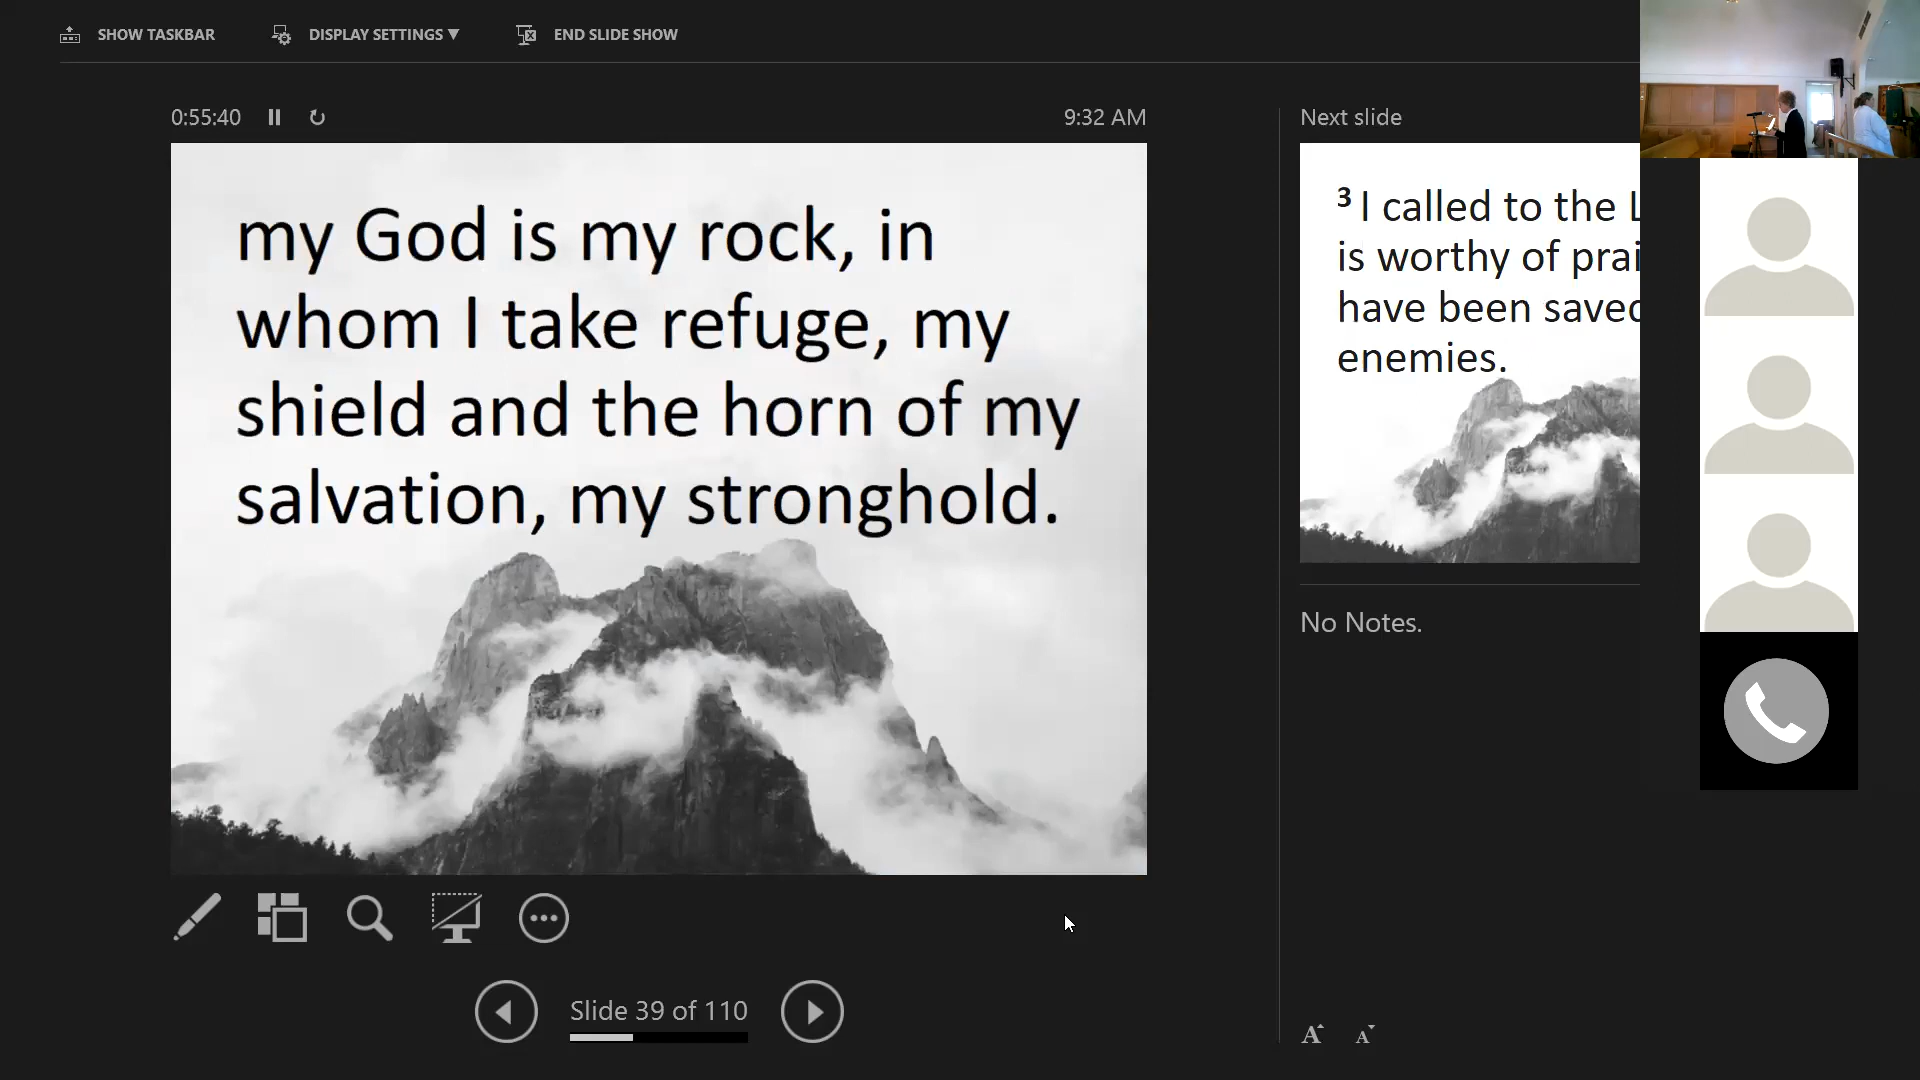 SHOW TASKBAR
DISPLAY SETTINGS ▼
END SLIDE SHOW
0:55:40
9:32 AM
my God is my rock, in
whom I take refuge, my
shield and the horn of my
salvation, my stronghold.
Slide 39 of 110
Next slide
3 I called to the
is worthy of prai
have been saved
enemies.
No Notes.
A A